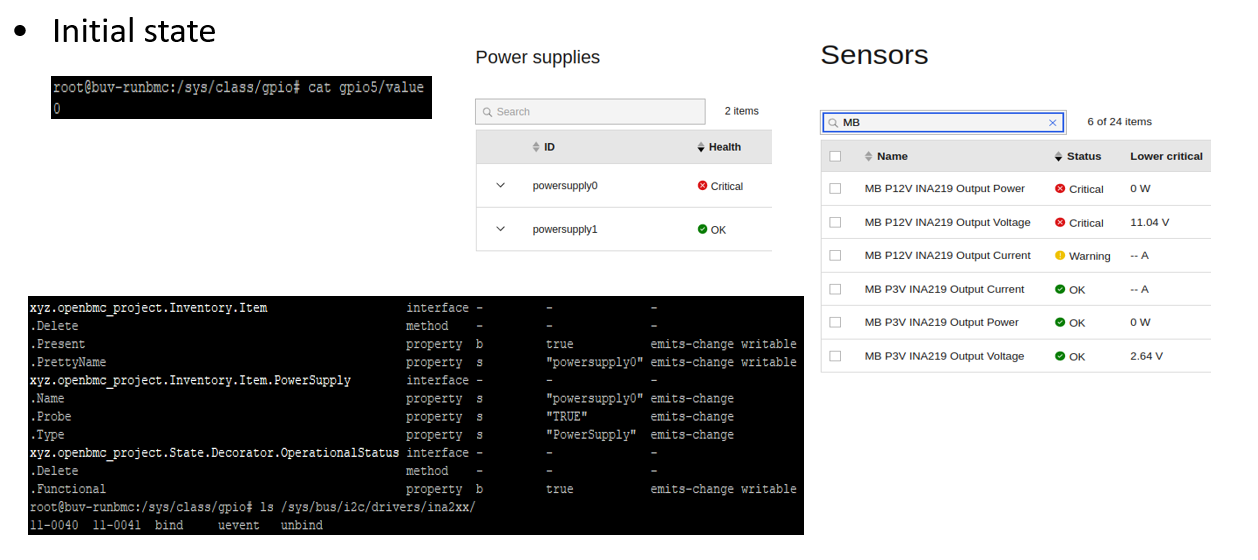 • Initial state
root@buv-runbmc:/sys/class/gpio# cat gpio5/value
0
Power supplies
Search
2 items
ID Health
powersupply0 Critical
powersupply1 OK
Sensors
MB
6 of 24 items
Name Status Lower critical
MB P12V INA219 Output Power Critical 0 W
MB P12V INA219 Output Voltage Critical 11.04 V
MB P12V INA219 Output Current Warning -- A
MB P3V INA219 Output Current OK -- A
MB P3V INA219 Output Power OK 0 W
MB P3V INA219 Output Voltage OK 2.64 V
xyz.openbmc_project.Inventory.Item interface - - -
.Delete method - - -
.Present property b true emits-change writable
.PrettyName property s "powersupply0" emits-change writable
xyz.openbmc_project.Inventory.Item.PowerSupply interface - - -
.Name property s "powersupply0" emits-change
.Probe property s "TRUE" emits-change
.Type property s "PowerSupply" emits-change
xyz.openbmc_project.State.Decorator.OperationalStatus interface - - -
.Delete method - - -
.Functional property b true emits-change writable
root@buv-runbmc:/sys/class/gpio# ls /sys/bus/i2c/drivers/ina2xx/
11-0040 11-0041 bind uevent unbind